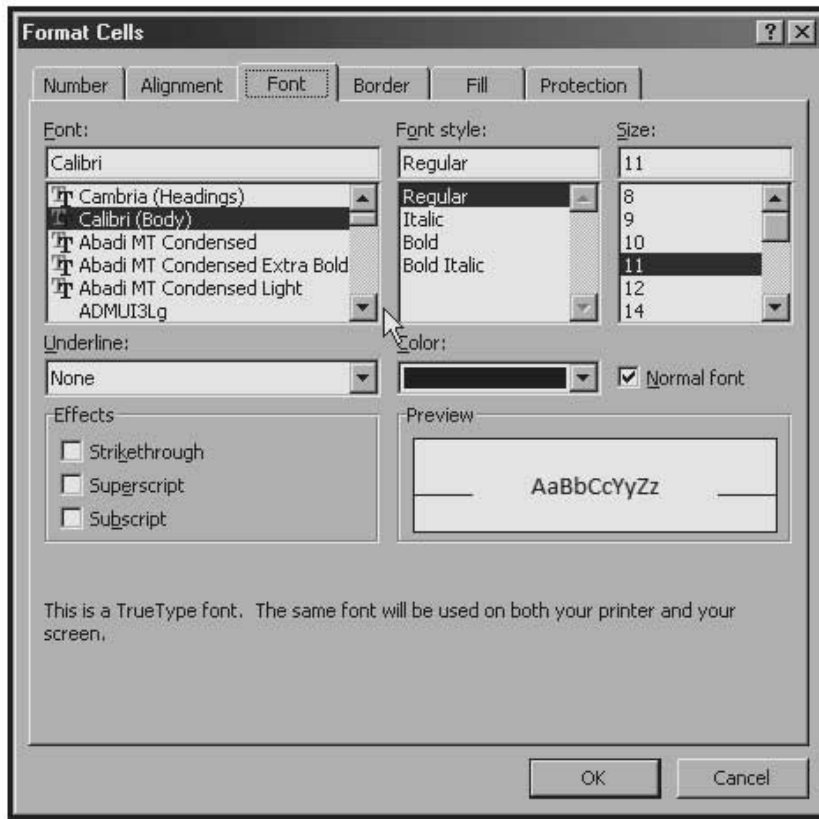 Format Cells
Number Alignment Font Border Fill Protection
Font: Font style: Size:
Calibri Regular 11
Cambria (Headings) Regular 8
Calibri (Body) Italic 9
Abadi MT Condensed Bold 10
Abadi MT Condensed Extra Bold Bold Italic 11
Abadi MT Condensed Light 12
ADMUI3Lg 14
Underline: Color:
None Normal font
Effects Preview
Strikethrough
Superscript AaBbCcYyZz
Subscript
This is a TrueType font. The same font will be used on both your printer and your
screen.
OK Cancel